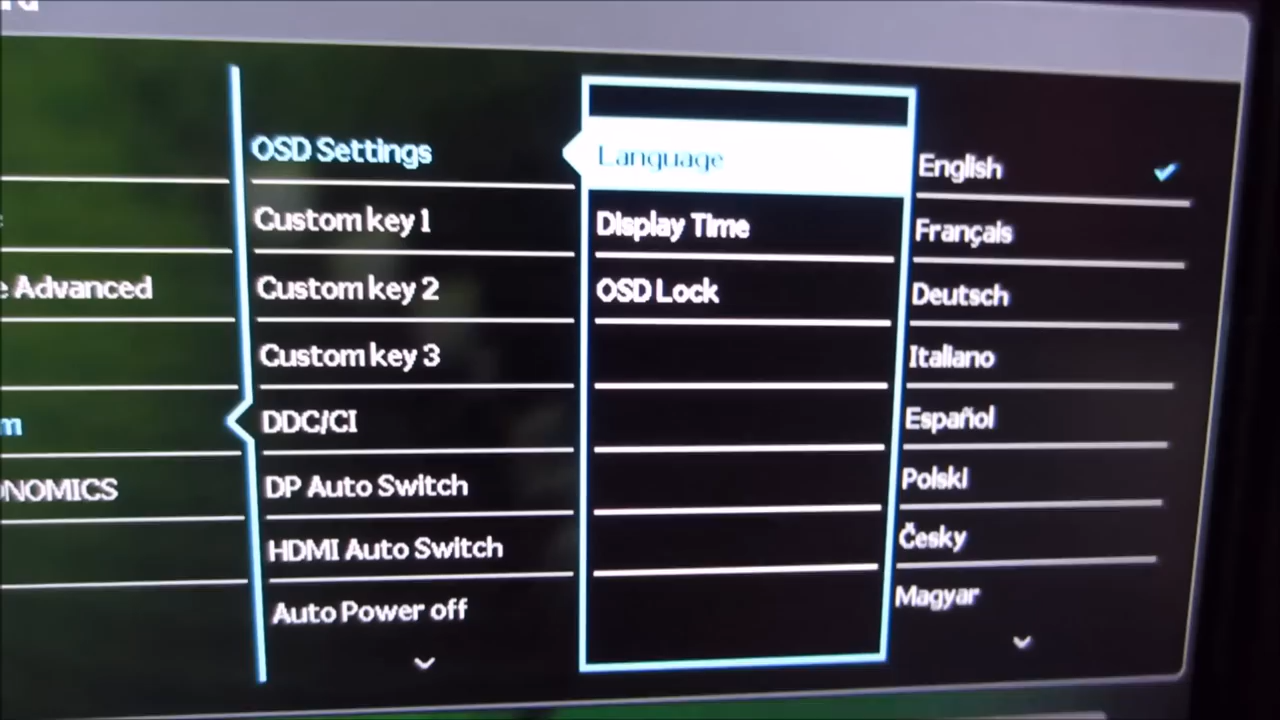 OSD Settings
Custom key 1
Custom key 2
Custom key 3
DDC/CI
DP Auto Switch
HDMI Auto Switch
Auto Power off
Advanced
Language
Display Time
OSD Lock
English
Français
Deutsch
Italiano
Español
Polski
Česky
Magyar